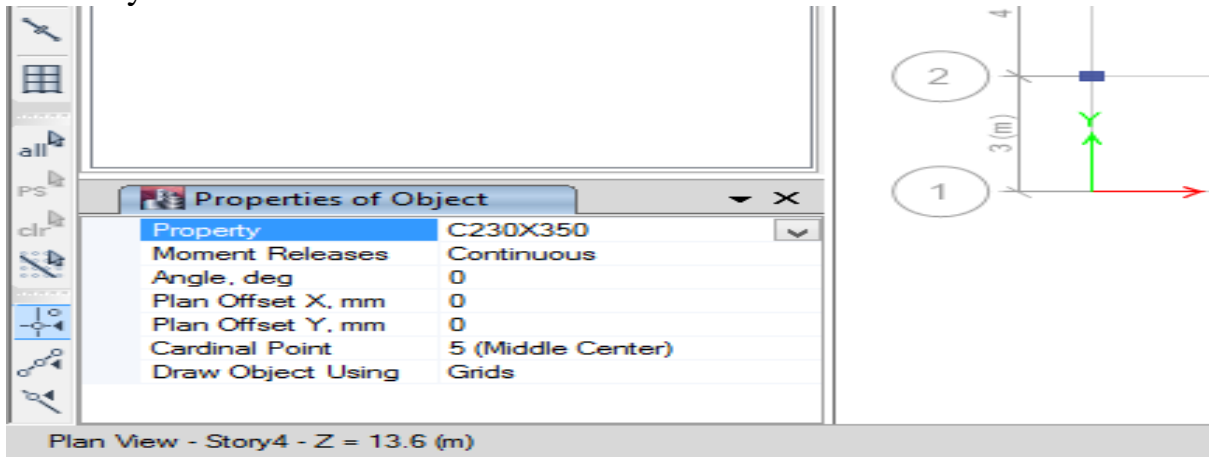 4
2
all
3 (m)
Y
PS
Properties of Object
1
clr
Property C230X350
Moment Releases Continuous
Angle, deg 0
Plan Offset X, mm 0
Plan Offset Y, mm 0
Cardinal Point 5 (Middle Center)
Draw Object Using Grids
Plan View - Story4 - Z = 13.6 (m)